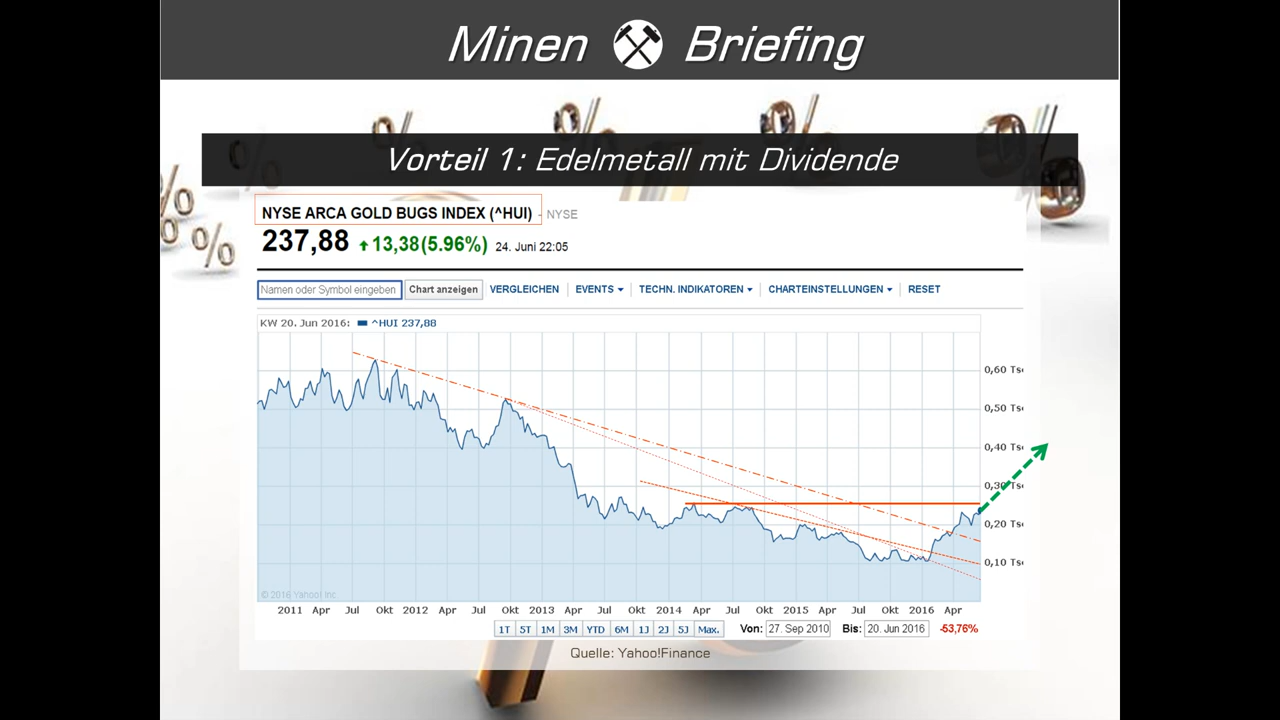 Minen Briefing
Vorteil 1: Edelmetall mit Dividende
NYSE ARCA GOLD BUGS INDEX (^HUI) - NYSE
237,88 13,38(5.96%) 24. Juni 22:05
Namen oder Symbol eingeben Chart anzeigen VERGLEICHEN EVENTS TECHN. INDIKATOREN CHARTEINSTELLUNGEN RESET
KW 20. Jun 2016: ^HUI 237,88
0,60 Ts
0,50 Ts
0,40 Ts
0,30 Ts
0,20 Ts
0,10 Ts
© 2016 Yahoo! Inc
2011 Apr Jul Okt 2012 Apr Jul Okt 2013 Apr Jul Okt 2014 Apr Jul Okt 2015 Apr Jul Okt 2016 Apr
1T 5T 1M 3M YTD 6M 1J 2J 5J Max. Von: 27. Sep 2010 Bis: 20. Jun 2016 -53,76%
Quelle: Yahoo!Finance